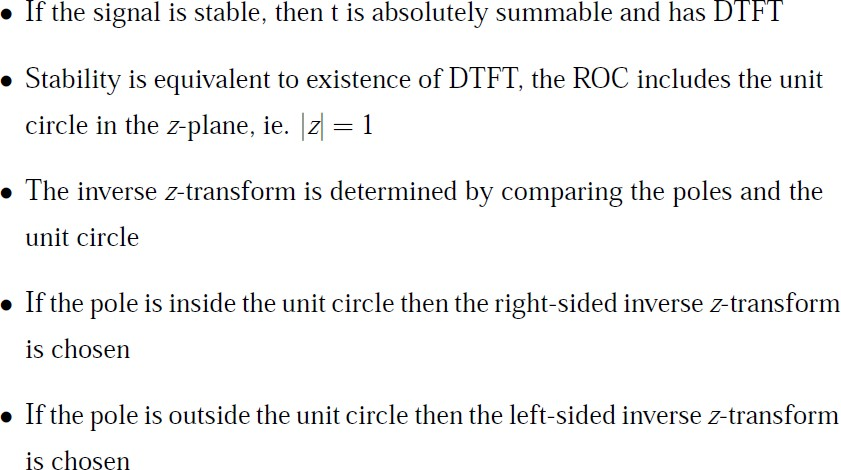 • If the signal is stable, then t is absolutely summable and has DTFT
• Stability is equivalent to existence of DTFT, the ROC includes the unit
circle in the z-plane, ie. |z| = 1
• The inverse z-transform is determined by comparing the poles and the
unit circle
• If the pole is inside the unit circle then the right-sided inverse z-transform
is chosen
• If the pole is outside the unit circle then the left-sided inverse z-transform
is chosen